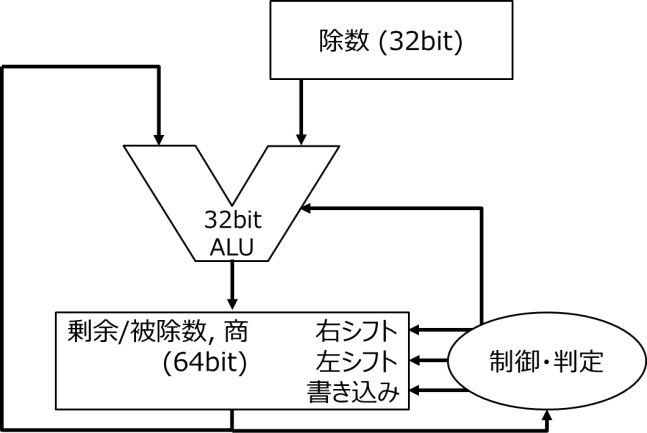 除数 (32bit)
32bit
ALU
剰余/被除数, 商
(64bit)
右シフト
左シフト
書き込み
制御・判定